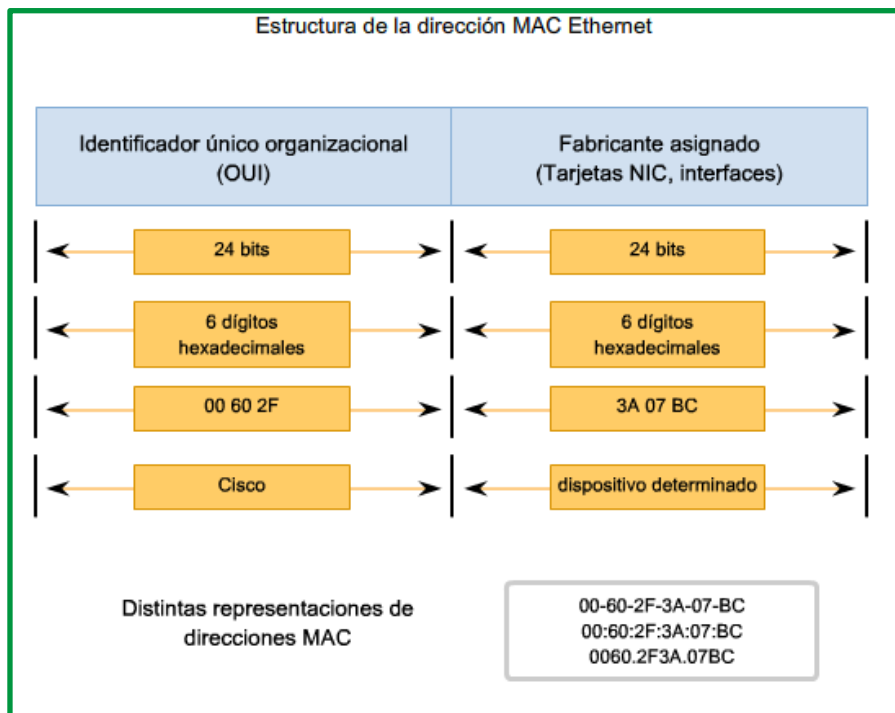 Estructura de la dirección MAC Ethernet
Identificador único organizacional
(OUI)
Fabricante asignado
(Tarjetas NIC, interfaces)
24 bits
24 bits
6 dígitos
hexadecimales
6 dígitos
hexadecimales
00 60 2F
3A 07 BC
Cisco
dispositivo determinado
Distintas representaciones de
direcciones MAC
00-60-2F-3A-07-BC
00:60:2F:3A:07:BC
0060.2F3A.07BC